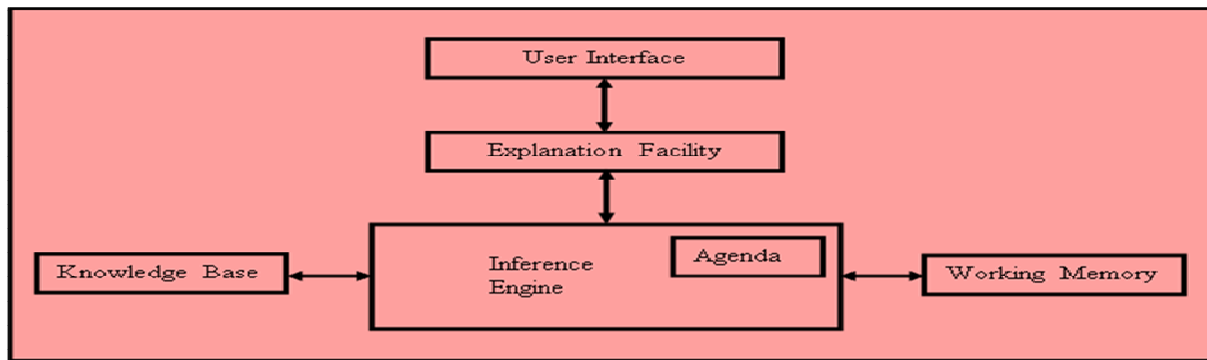 User Interface
Explanation Facility
Agenda
Inference
Engine
Knowledge Base
Working Memory